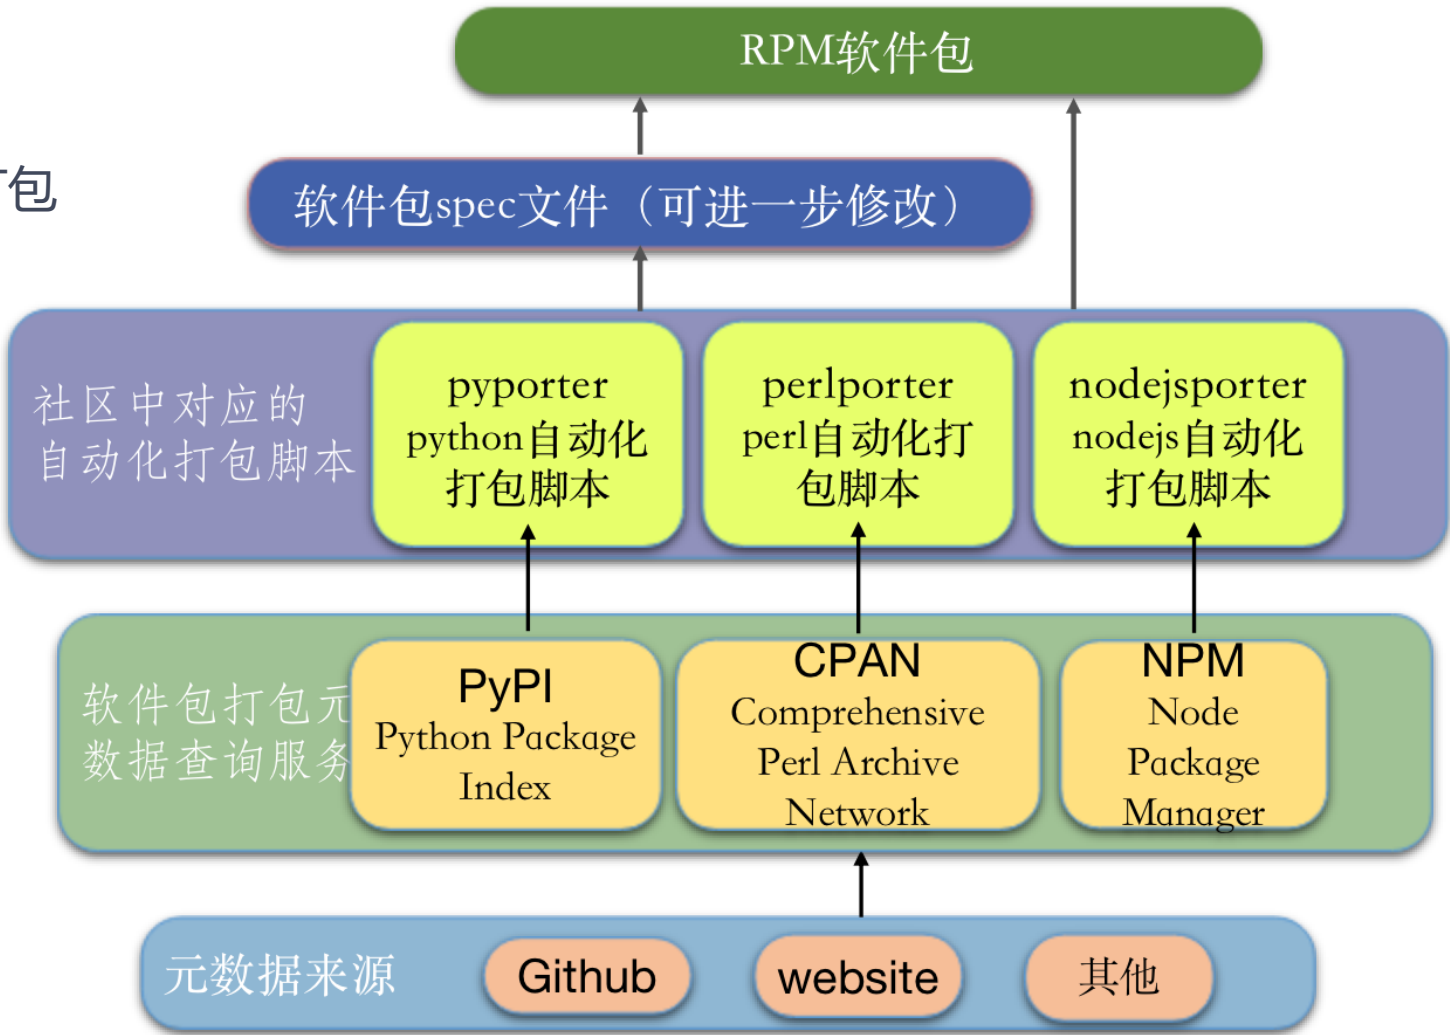 RPM软件包
包
软件包spec文件（可进一步修改）
社区中对应的
自动化打包脚本
pyporter
python自动化
打包脚本
perlporter
perl自动化打
包脚本
nodejsporter
nodejs自动化
打包脚本
软件包打包元
数据查询服务
PyPI
Python Package
Index
CPAN
Comprehensive
Perl Archive
Network
NPM
Node
Package
Manager
元数据来源
Github
website
其他